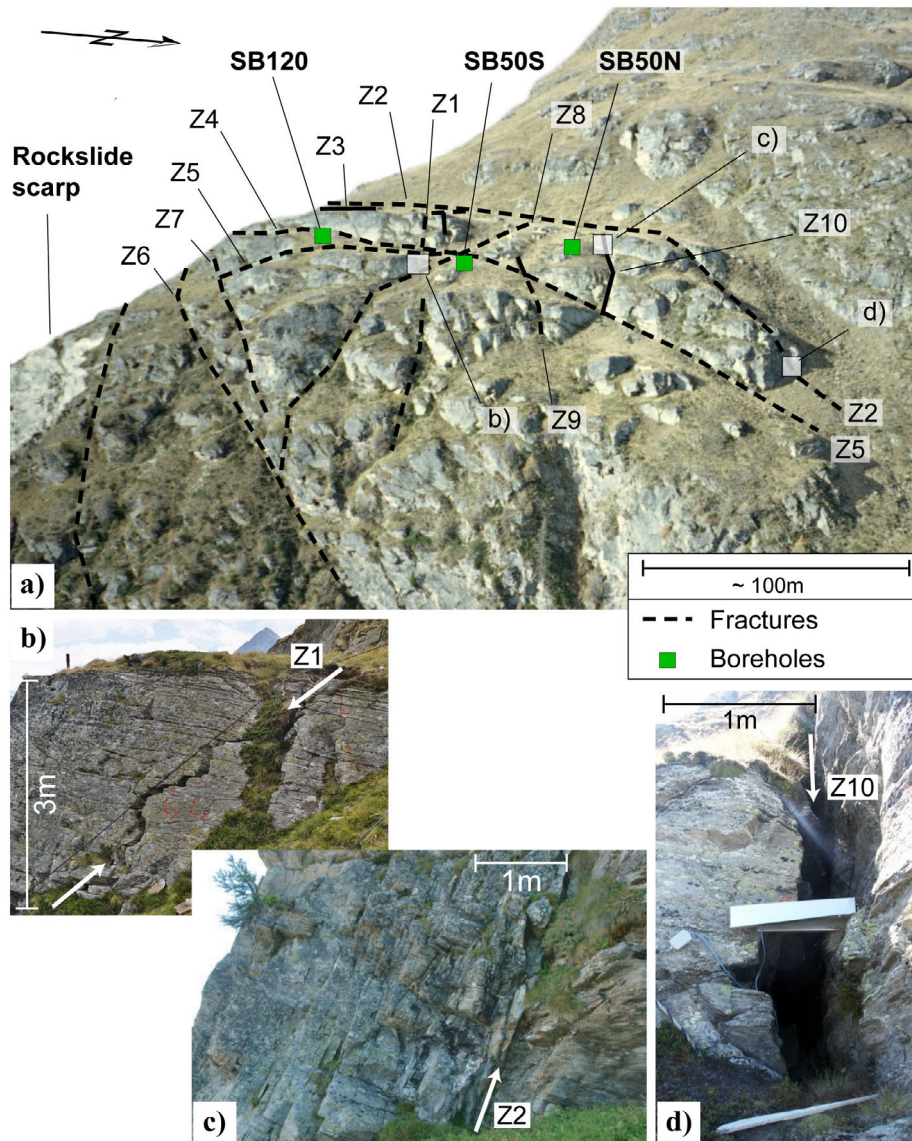 N
SB120
SB50S
SB50N
Z4
Z3
Z2
Z1
Z8
c)
Rockslide
scarp
Z5
Z7
Z6
Z10
d)
b)
Z9
Z2
Z5
a)
~ 100m
Fractures
Boreholes
b)
Z1
3m
1m
Z10
1m
Z2
c)
d)